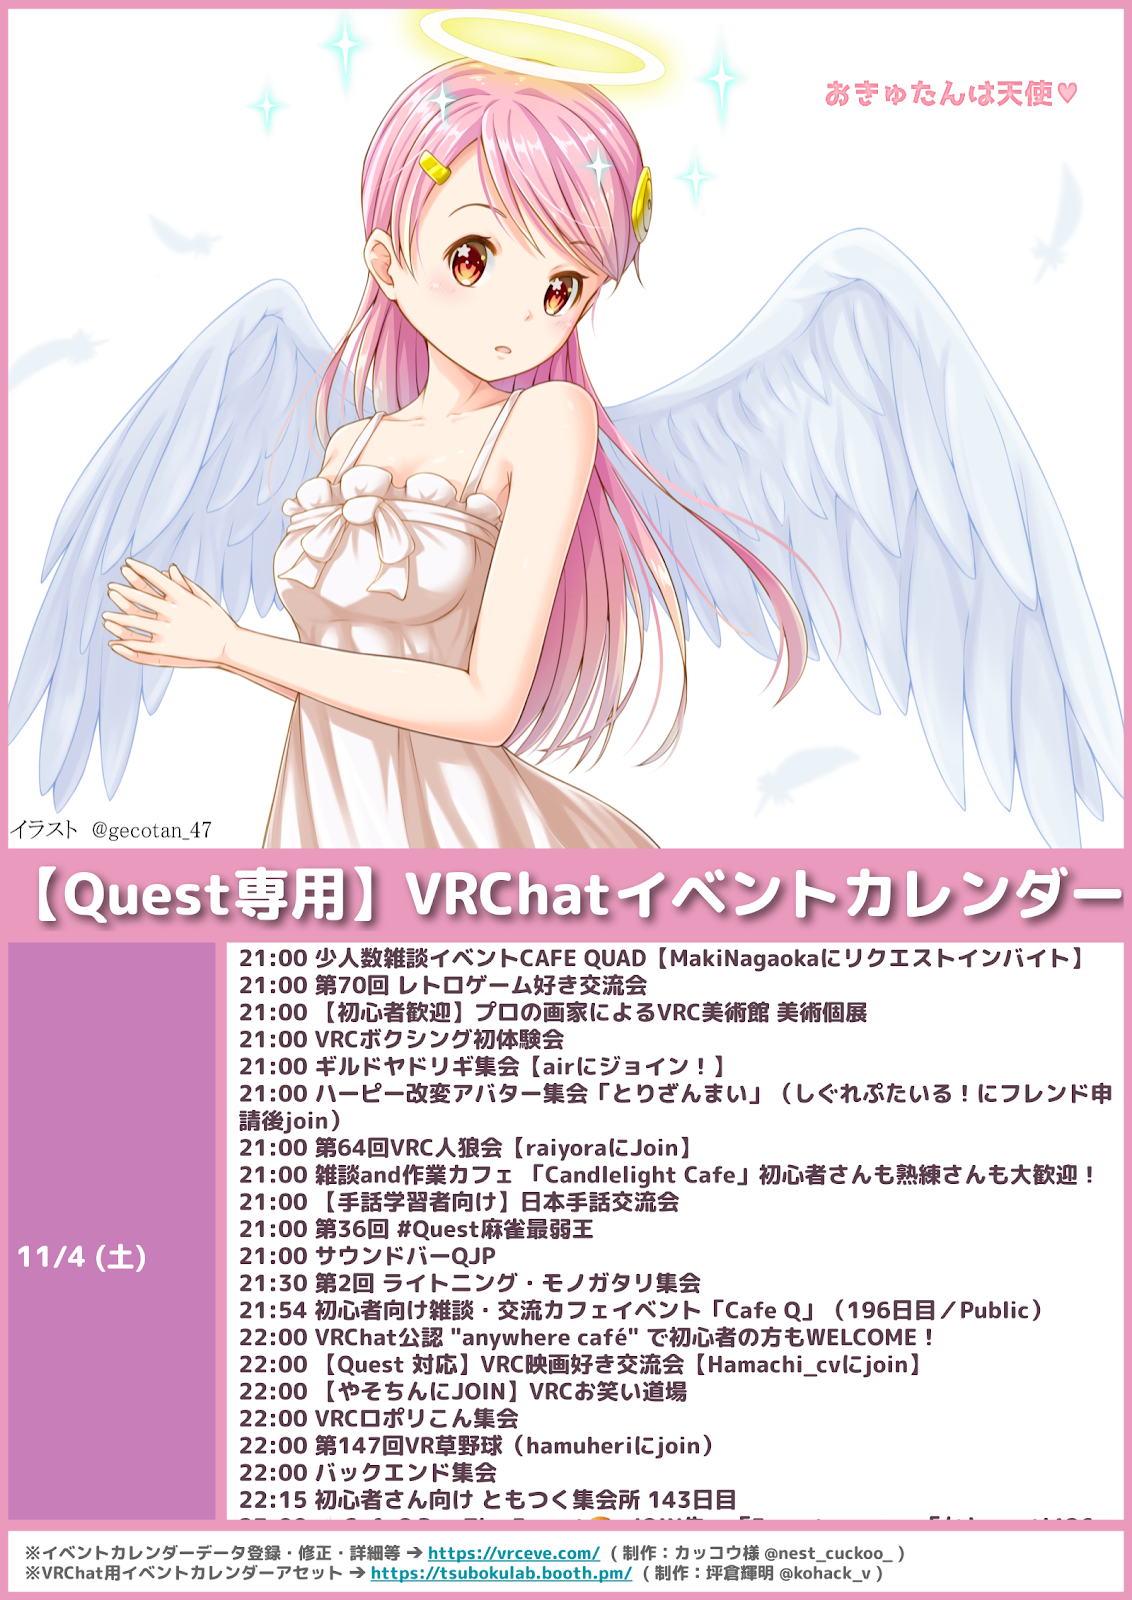 おきゅたんは天使♥
イラスト @gecotan_47
【Quest専用】VRChatイベントカレンダー
11/4 (土)
21:00 少人数雑談イベントCAFE QUAD【MakiNagaokaにリクエストインバイト】
21:00 第70回 レトロゲーム好き交流会
21:00 【初心者歓迎】プロの画家によるVRC美術館 美術個展
21:00 VRCボクシング初体験会
21:00 ギルドヤドリギ集会【airにジョイン！】
21:00 ハーピー改変アバター集会「とりざんまい」（しぐれぷたいる！にフレンド申
請後join）
21:00 第64回VRC人狼会【raiyoraにJoin】
21:00 雑談and作業カフェ 「Candlelight Cafe」初心者さんも熟練さんも大歓迎！
21:00 【手話学習者向け】日本手話交流会
21:00 第36回 #Quest麻雀最弱王
21:00 サウンドバーQJP
21:30 第2回 ライトニング・モノガタリ集会
21:54 初心者向け雑談・交流カフェイベント「Cafe Q」（196日目／Public）
22:00 VRChat公認 "anywhere café" で初心者の方もWELCOME！
22:00 【Quest 対応】VRC映画好き交流会【Hamachi_cvにjoin】
22:00 【やそちんにJOIN】VRCお笑い道場
22:00 VRCロポリこん集会
22:00 第147回VR草野球（hamuheriにjoin）
22:00 バックエンド集会
22:15 初心者さん向け ともつく集会所 143日目
※イベントカレンダーデータ登録・修正・詳細等 ➔ https://vrceve.com/ （制作：カッコウ様 @nest_cuckoo_ ）
※VRChat用イベントカレンダーアセット ➔ https://tsubokulab.booth.pm/ （制作：坪倉輝明 @kohack_v ）